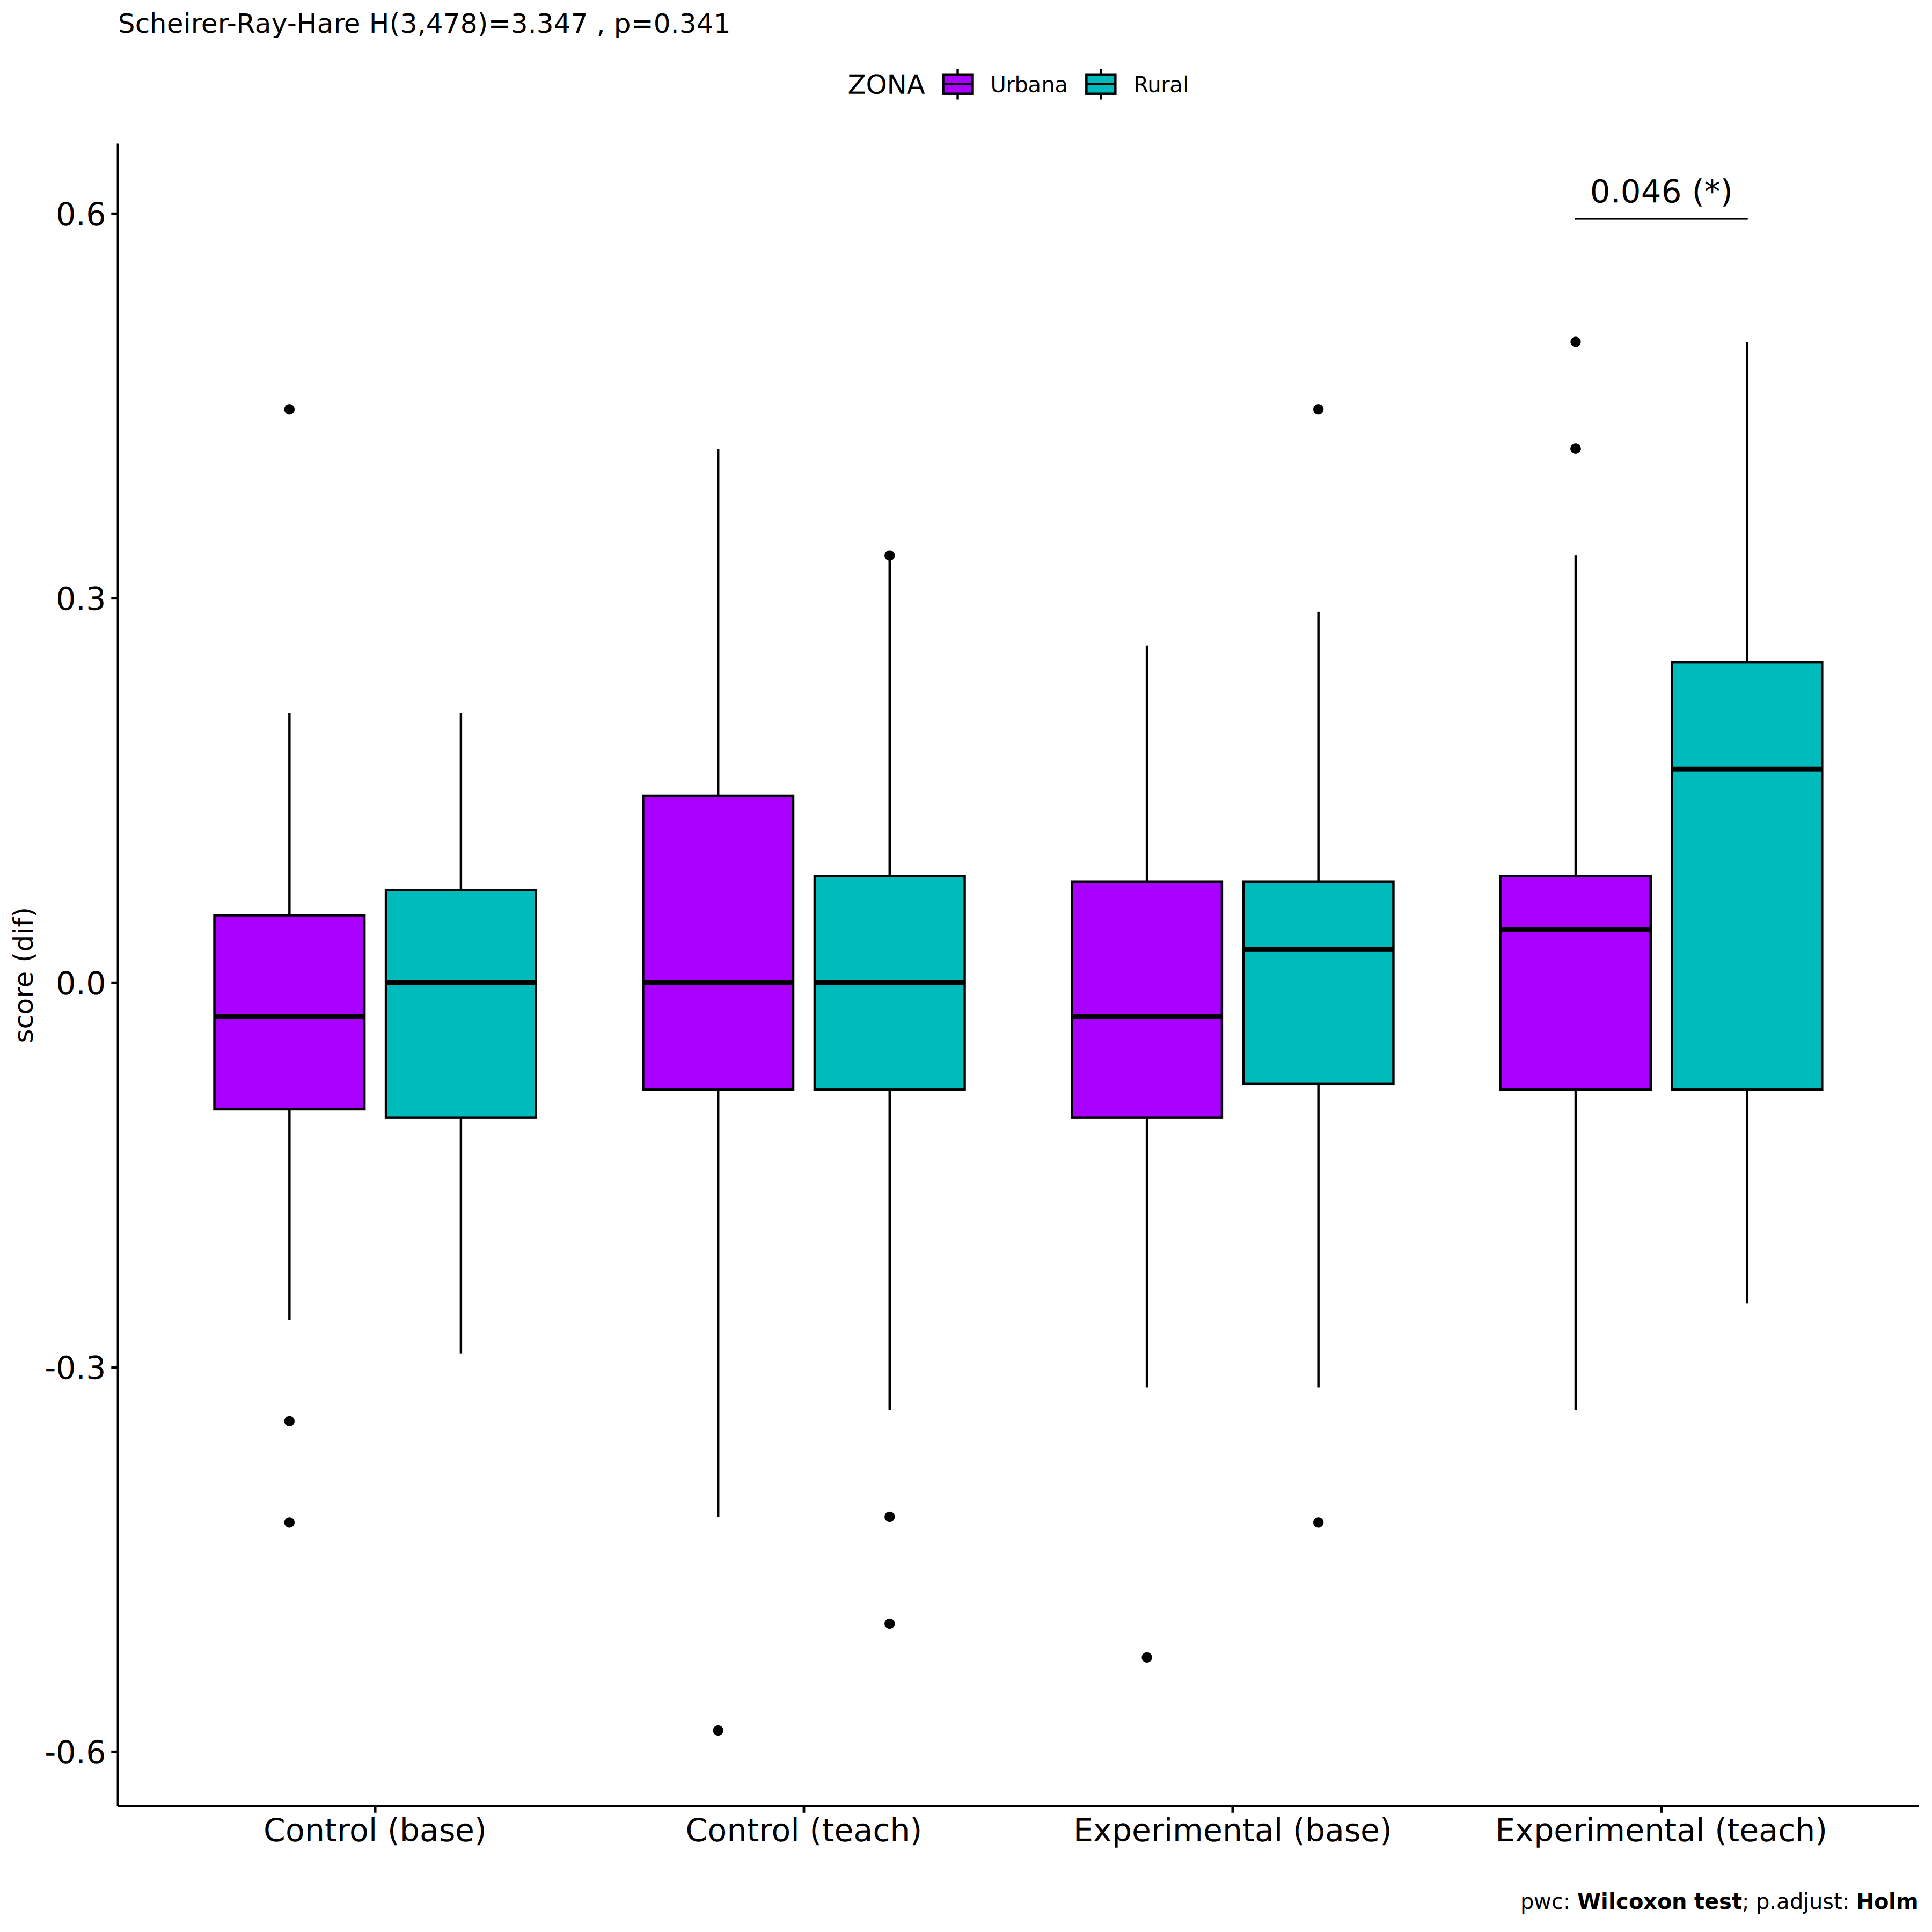 Scheirer-Ray-Hare H(3,478)=3.347 , p=0.341
ZONA Urbana Rural
0.046 (*)
0.6
0.3
0.0
-0.3
-0.6
score (dif)
Control (base) Control (teach) Experimental (base) Experimental (teach)
pwc: Wilcoxon test; p.adjust: Holm